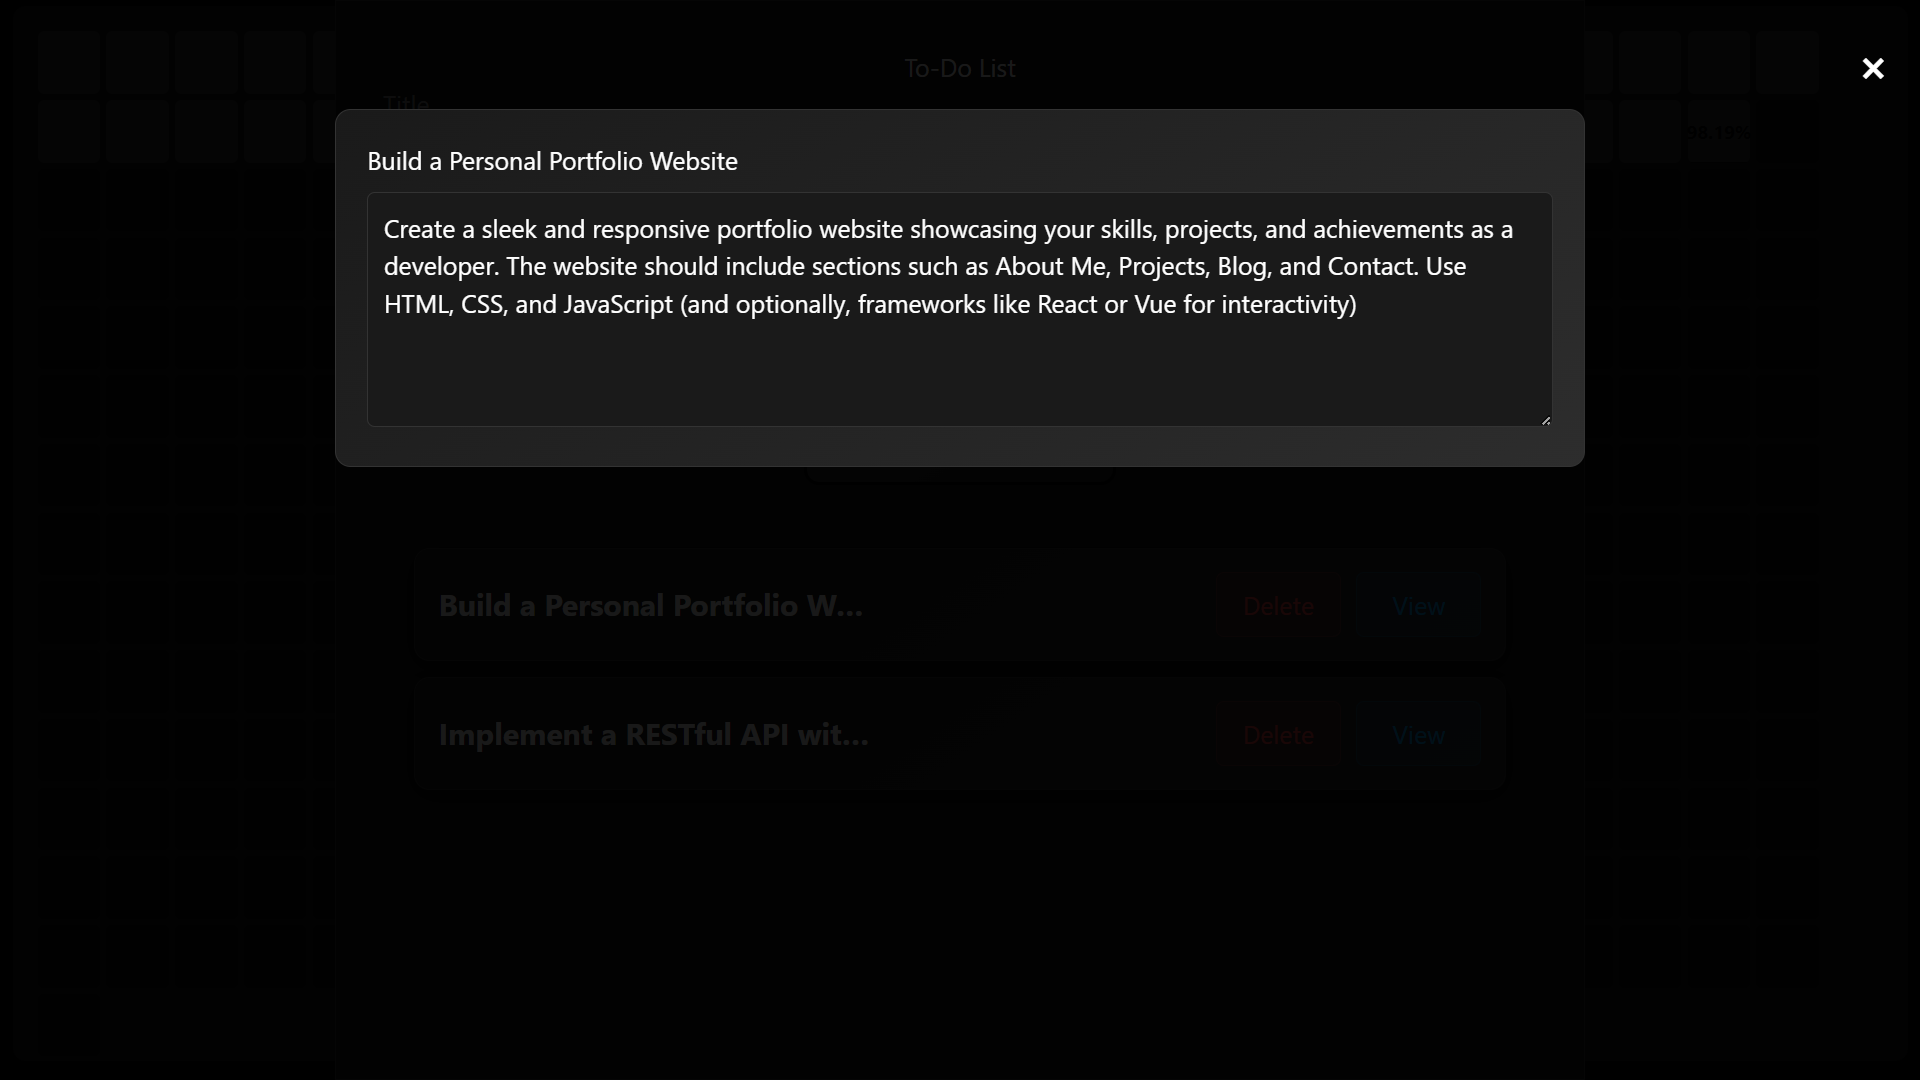 To-Do List
Title
98.19%
Build a Personal Portfolio Website
Create a sleek and responsive portfolio website showcasing your skills, projects, and achievements as a
developer. The website should include sections such as About Me, Projects, Blog, and Contact. Use
HTML, CSS, and JavaScript (and optionally, frameworks like React or Vue for interactivity)
Build a Personal Portfolio W...
Delete
View
Implement a RESTful API wit...
Delete
View